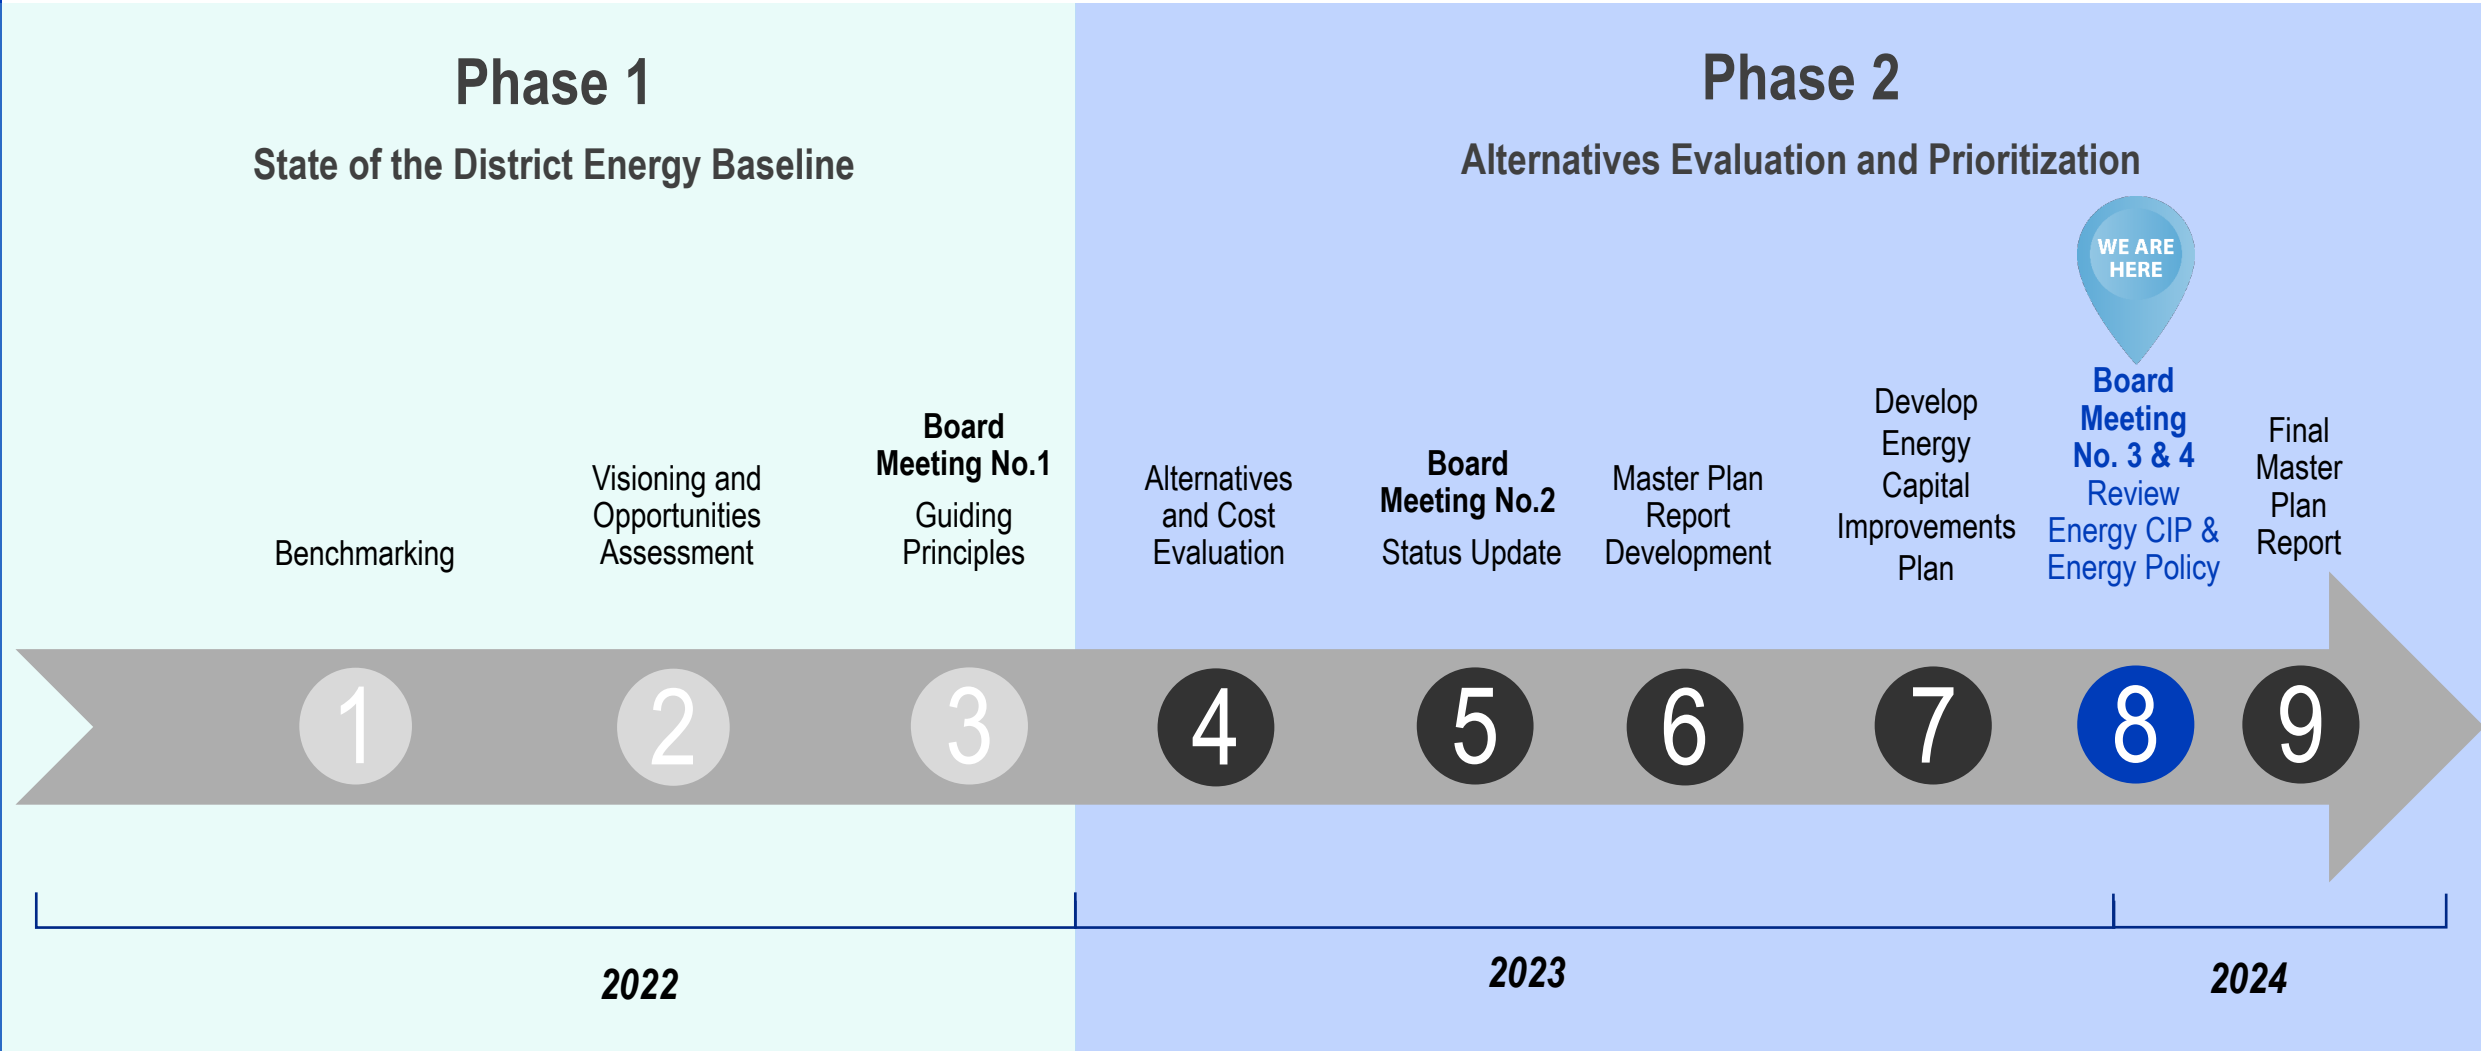 Phase 1
State of the District Energy Baseline
Phase 2
Alternatives Evaluation and Prioritization
WE ARE
HERE
Benchmarking
Visioning and
Opportunities
Assessment
Board
Meeting No.1
Guiding
Principles
Alternatives
and Cost
Evaluation
Board
Meeting No.2
Status Update
Master Plan
Report
Development
Develop
Energy
Capital
Improvements
Plan
Board
Meeting
No. 3 & 4
Review
Energy CIP &
Energy Policy
Final
Master
Plan
Report
1
2
3
4
5
6
7
8
9
2022
2023
2024